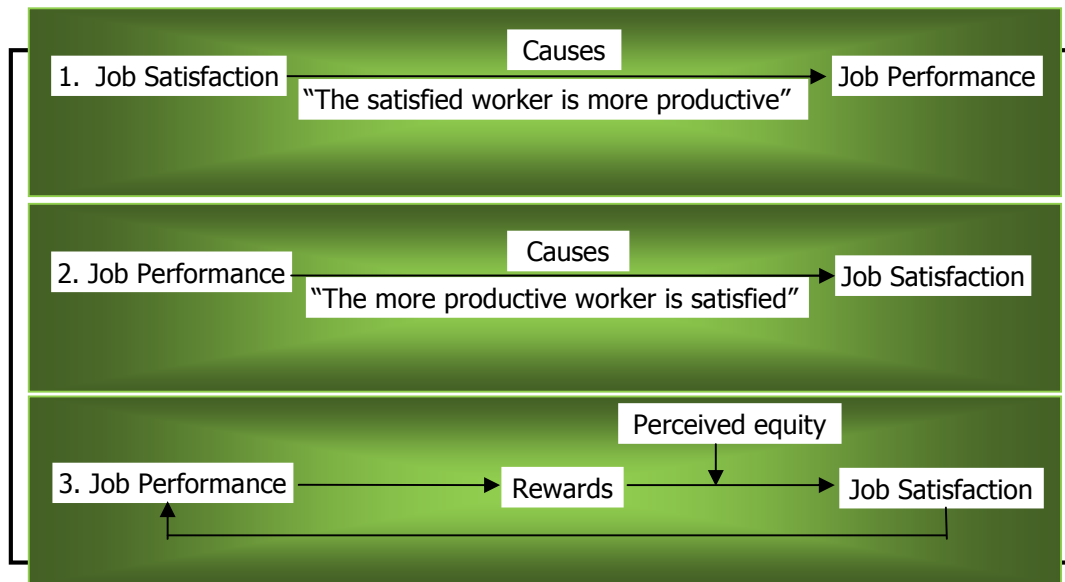 Causes
1. Job Satisfaction
Job Performance
“The satisfied worker is more productive”
Causes
2. Job Performance
Job Satisfaction
“The more productive worker is satisfied”
Perceived equity
3. Job Performance
Rewards
Job Satisfaction